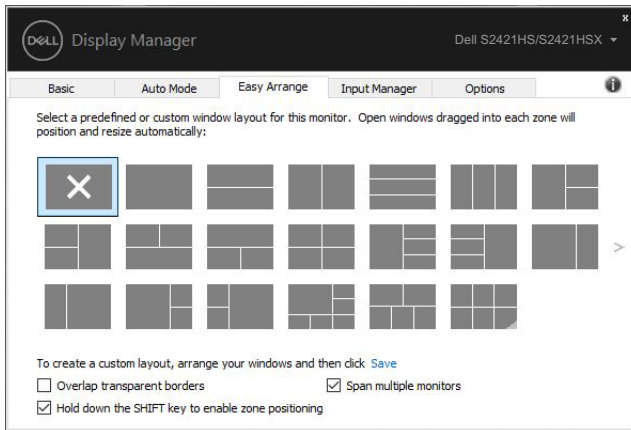 x
DELL Display Manager Dell S2421HS/S2421HSX
Basic Auto Mode Easy Arrange Input Manager Options
Select a predefined or custom window layout for this monitor. Open windows dragged into each zone will
position and resize automatically:
To create a custom layout, arrange your windows and then click Save
Overlap transparent borders Span multiple monitors
Hold down the SHIFT key to enable zone positioning